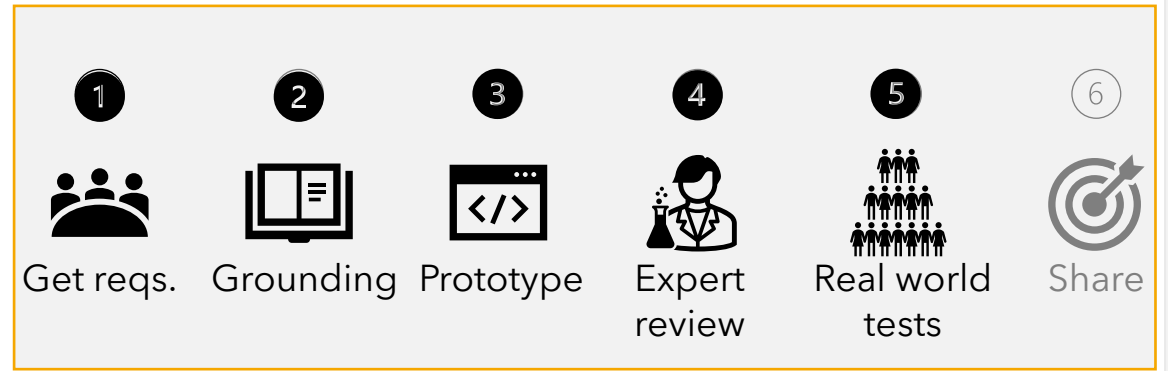 1
2
3
4
5
6
</>
Get reqs.
Grounding
Prototype
Expert
review
Real world
tests
Share